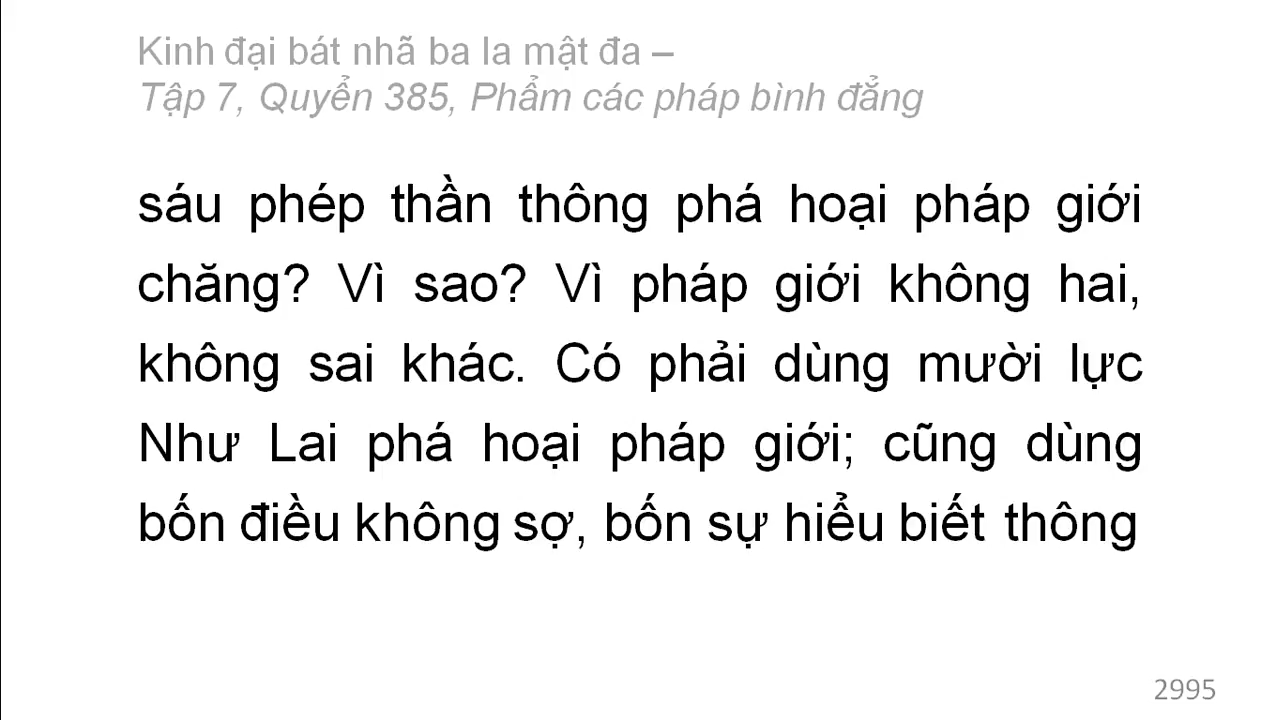 Kinh đại bát nhã ba la mật đa –
Tập 7, Quyển 385, Phẩm các pháp bình đẳng
sáu phép thần thông phá hoại pháp giới
chăng? Vì sao? Vì pháp giới không hai,
không sai khác. Có phải dùng mười lực
Như Lai phá hoại pháp giới; cũng dùng
bốn điều không sợ, bốn sự hiểu biết thông
2995